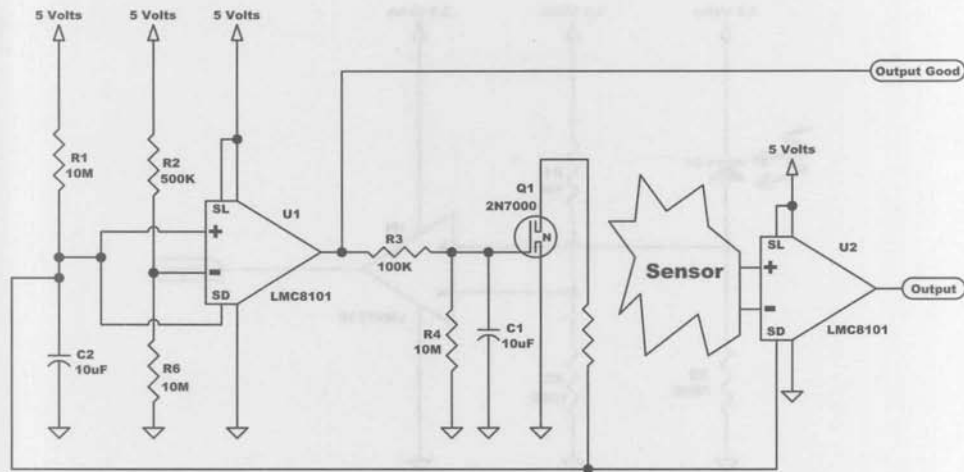 5 Volts
5 Volts
5 Volts
Output Good
R1
10M
R2
500K
SL
U1
+
-
SD
LMC8101
R3
100K
Q1
2N7000
N
R4
10M
C1
10uF
C2
10uF
R6
10M
Sensor
5 Volts
SL
U2
+
-
SD
LMC8101
Output